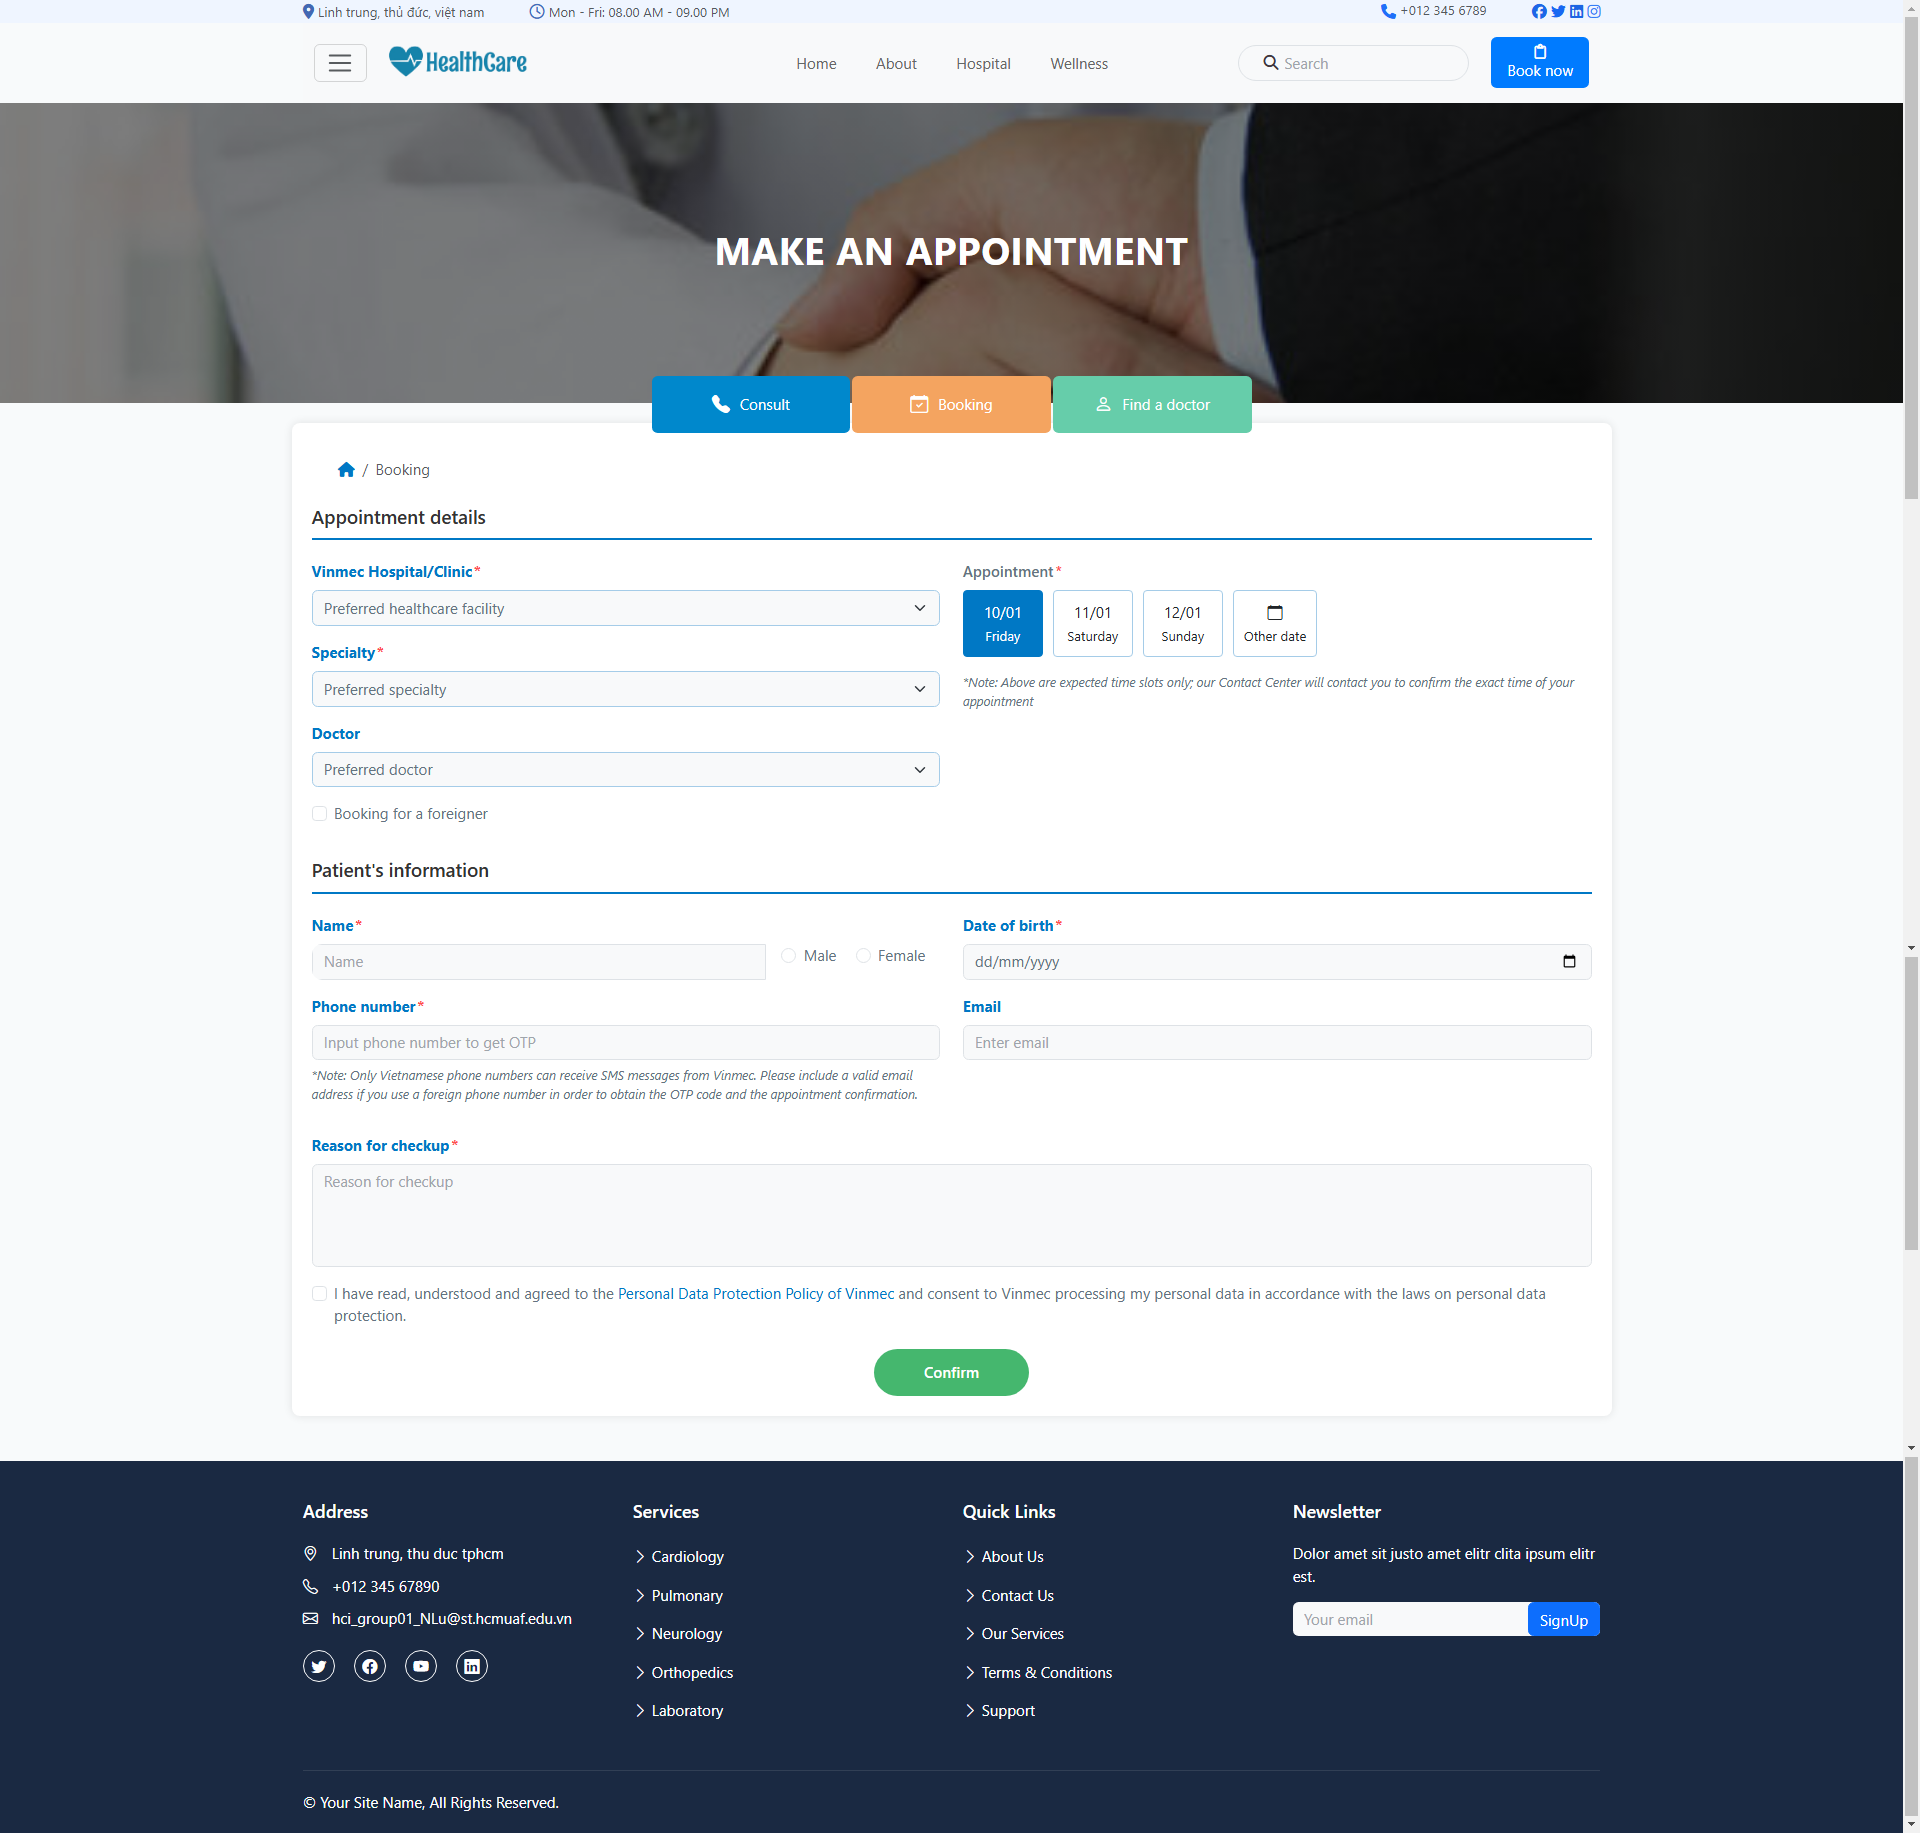 Linh trung, thủ đức, việt nam
Mon - Fri: 08.00 AM - 09.00 PM
+012 345 6789
HealthCare
Home
About
Hospital
Wellness
Search
Book now
MAKE AN APPOINTMENT
Consult
Booking
Find a doctor
/ Booking
Appointment details
Vinmec Hospital/Clinic*
Preferred healthcare facility
Specialty*
Preferred specialty
Doctor
Preferred doctor
Booking for a foreigner
Appointment*
10/01
Friday
11/01
Saturday
12/01
Sunday
Other date
*Note: Above are expected time slots only; our Contact Center will contact you to confirm the exact time of your
appointment
Patient's information
Name*
Name
Male
Female
Date of birth*
dd/mm/yyyy
Phone number*
Input phone number to get OTP
*Note: Only Vietnamese phone numbers can receive SMS messages from Vinmec. Please include a valid email
address if you use a foreign phone number in order to obtain the OTP code and the appointment confirmation.
Email
Enter email
Reason for checkup*
Reason for checkup
I have read, understood and agreed to the Personal Data Protection Policy of Vinmec and consent to Vinmec processing my personal data in accordance with the laws on personal data
protection.
Confirm
Address
Linh trung, thu duc tphcm
+012 345 67890
hci_group01_NLu@st.hcmuaf.edu.vn
Services
Cardiology
Pulmonary
Neurology
Orthopedics
Laboratory
Quick Links
About Us
Contact Us
Our Services
Terms & Conditions
Support
Newsletter
Dolor amet sit justo amet elitr clita ipsum elitr
est.
Your email
SignUp
© Your Site Name, All Rights Reserved.